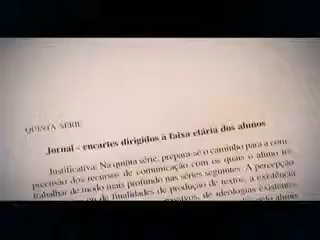 QUINTA SÉRIE
Jornal - encartes dirigidos à faixa etária dos alunos
Justificativa: Na quinta série, prepara-se o caminho para a com-
preensão dos recursos de comunicação com os quais o aluno irá
trabalhar de modo mais profundo nas séries seguintes. A percepção
de finalidades de produção de textos, a existência
de ideologias existentes